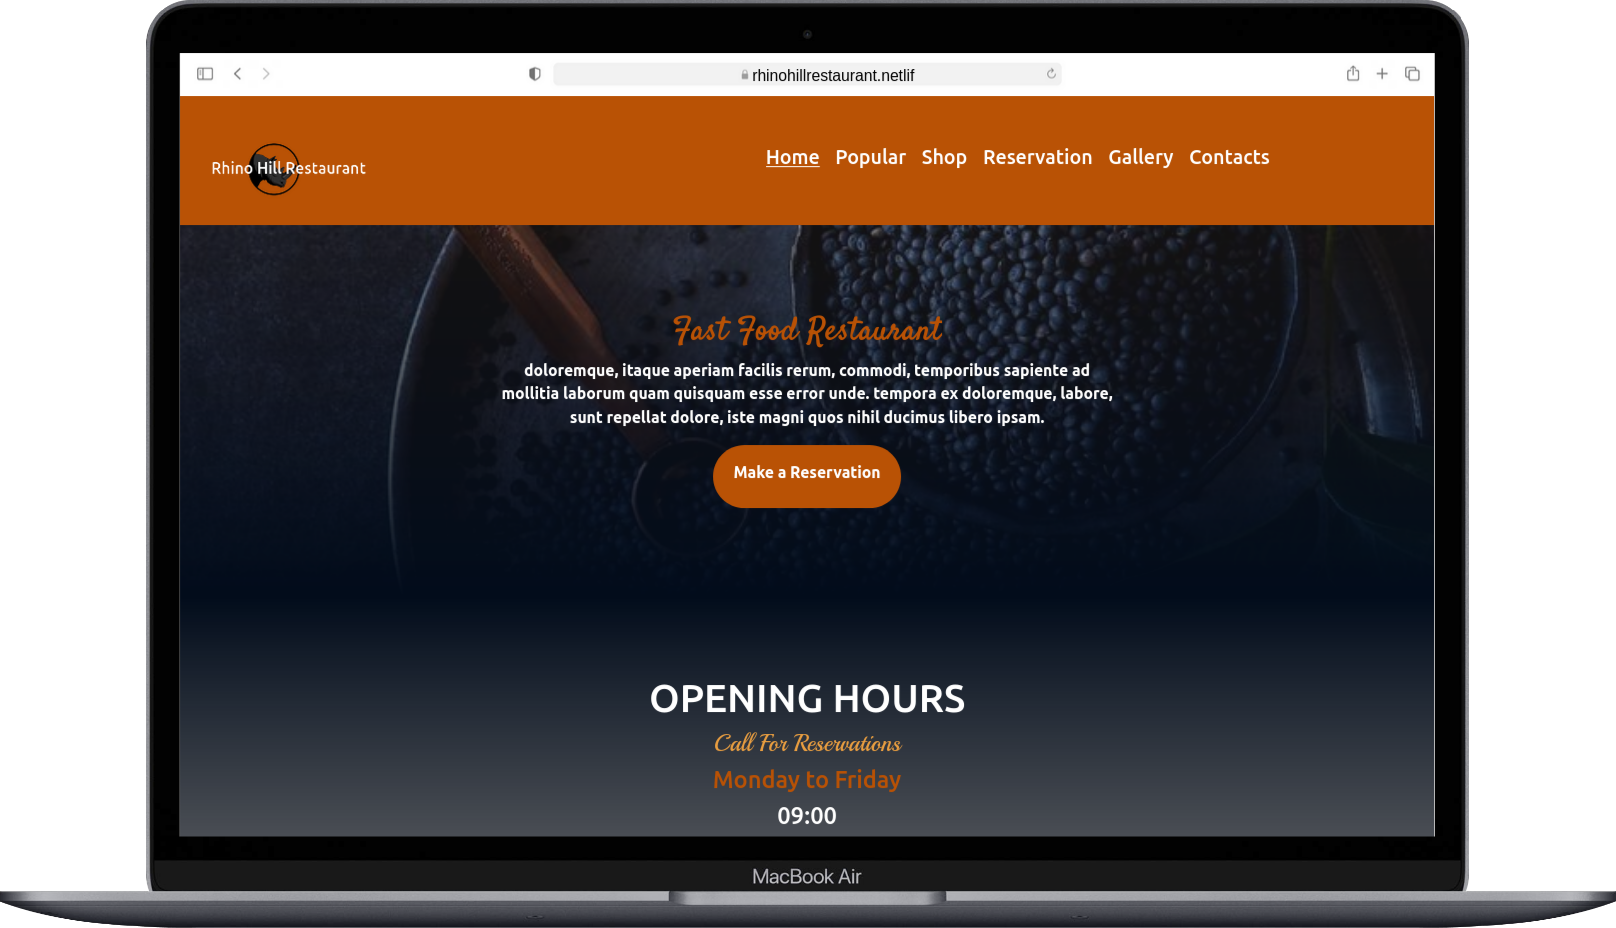 rhinohillrestaurant.netlif
Rhino Hill Restaurant
Home Popular Shop Reservation Gallery Contacts
Fast Food Restaurant
doloremque, itaque aperiam facilis rerum, commodi, temporibus sapiente ad
mollitia laborum quam quisquam esse error unde. tempora ex doloremque, labore,
sunt repellat dolore, iste magni quos nihil ducimus libero ipsam.
Make a Reservation
OPENING HOURS
Call For Reservations
Monday to Friday
09:00
MacBook Air